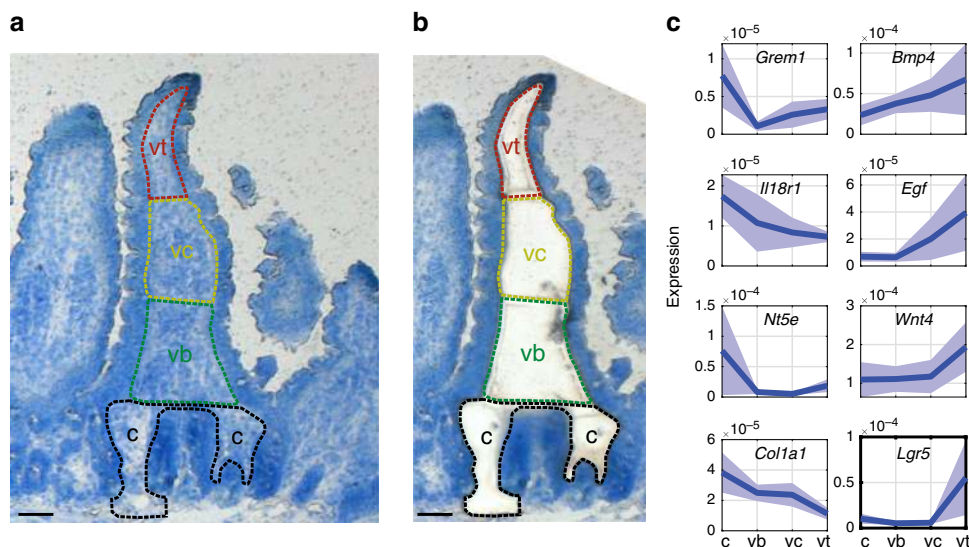 a
b
c
vt
vc
vb
c
c
vt
vc
vb
c
c
Expression
× 10⁻⁵
Grem1
1
0.5
0
× 10⁻⁴
Bmp4
1
0.5
0
× 10⁻⁵
Il18r1
2
1
0
× 10⁻⁵
Egf
6
4
2
0
× 10⁻⁴
Nt5e
1.5
1
0.5
0
× 10⁻⁴
Wnt4
3
2
1
× 10⁻⁵
Col1a1
6
4
2
0
× 10⁻⁴
Lgr5
1
0.5
0
c vb vc vt
c vb vc vt